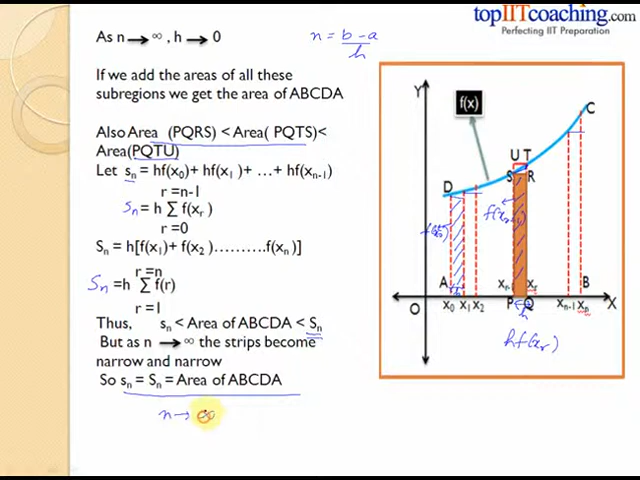 topIITcoaching.com
Perfecting IIT Preparation
As n → ∞ , h → 0
n = b - a
h
If we add the areas of all these
subregions we get the area of ABCDA
Also Area (PQRS) < Area( PQTS)<
Area(PQTU)
Let sn = hf(x0)+ hf(x1) + …+ hf(xn-1)
r =n-1
Sn = h ∑ f(xr )
r = 0
Sn = h[f(x1)+ f(x2) ……….f(xn )]
r = n
Sn =h ∑ f(r)
r = 1
Thus, sn < Area of ABCDA < Sn
But as n → ∞ the strips become
narrow and narrow
So sn = Sn = Area of ABCDA
n → ∞
Y
f(x)
C
U T
D S R
A B
xr-1 xr
O x0 x1 x2 P Q xn-1 xn X
h h
hf(xr)